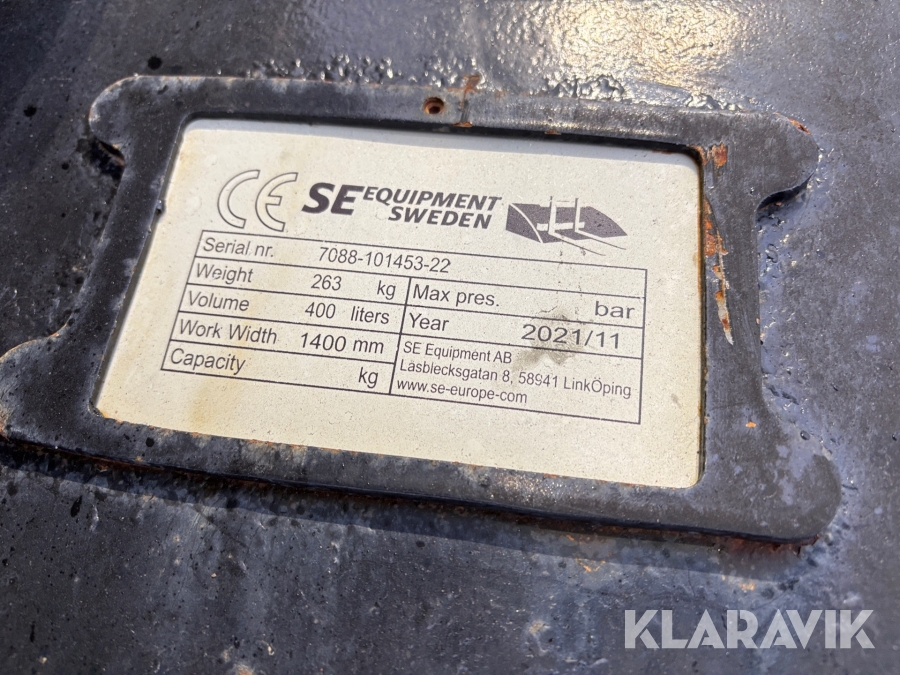 CE SE EQUIPMENT SWEDEN
Serial nr. 7088-101453-22
Weight 263 kg Max pres. bar
Volume 400 liters Year 2021/11
Work Width 1400 mm SE Equipment AB
Capacity kg Låsblecksgatan 8, 58941 LinkÖping
www.se-europe-com
KLARAVIK